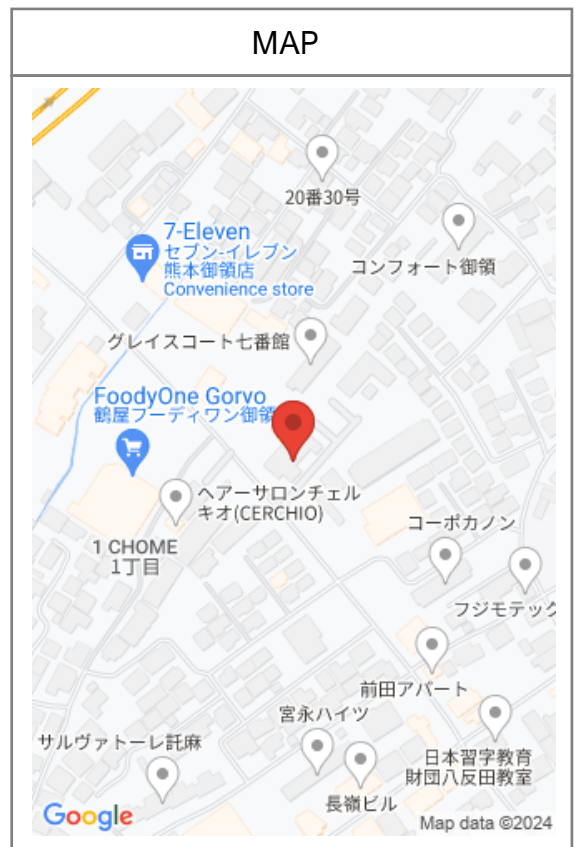 MAP
20番30号
7-Eleven
セブン-イレブン
熊本御領店
Convenience store
コンフォート御領
グレイスコート七番館
FoodyOne Gorvo
鶴屋フーディワン御領
ヘアーサロンチェル
キオ(CERCHIO)
コーポカノン
1 CHOME
1丁目
フジモテック
前田アパート
宮永ハイツ
サルヴァトーレ託麻
日本習字教育
財団八反田教室
長嶺ビル
Google
Map data ©2024